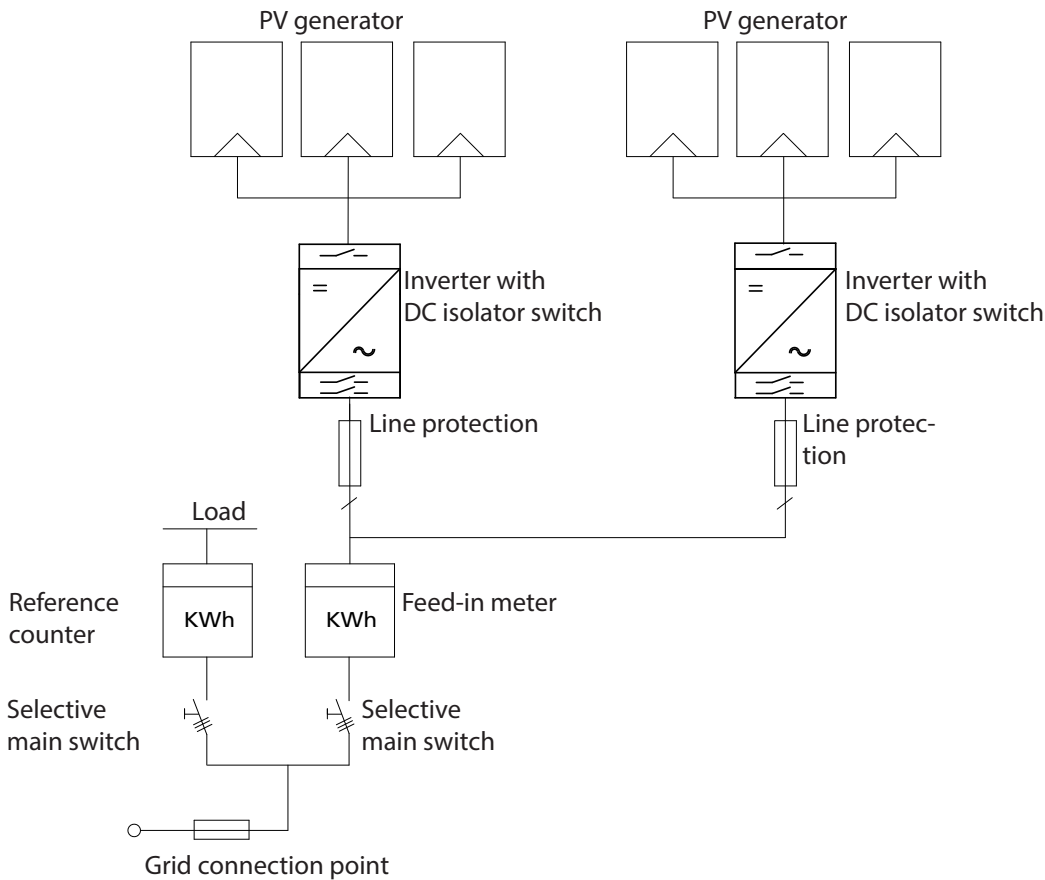 PV generator
PV generator
Inverter with
DC isolator switch
Inverter with
DC isolator switch
Line protection
Line protec-
tion
Load
Reference
counter
KWh
KWh
Feed-in meter
Selective
main switch
Selective
main switch
Grid connection point